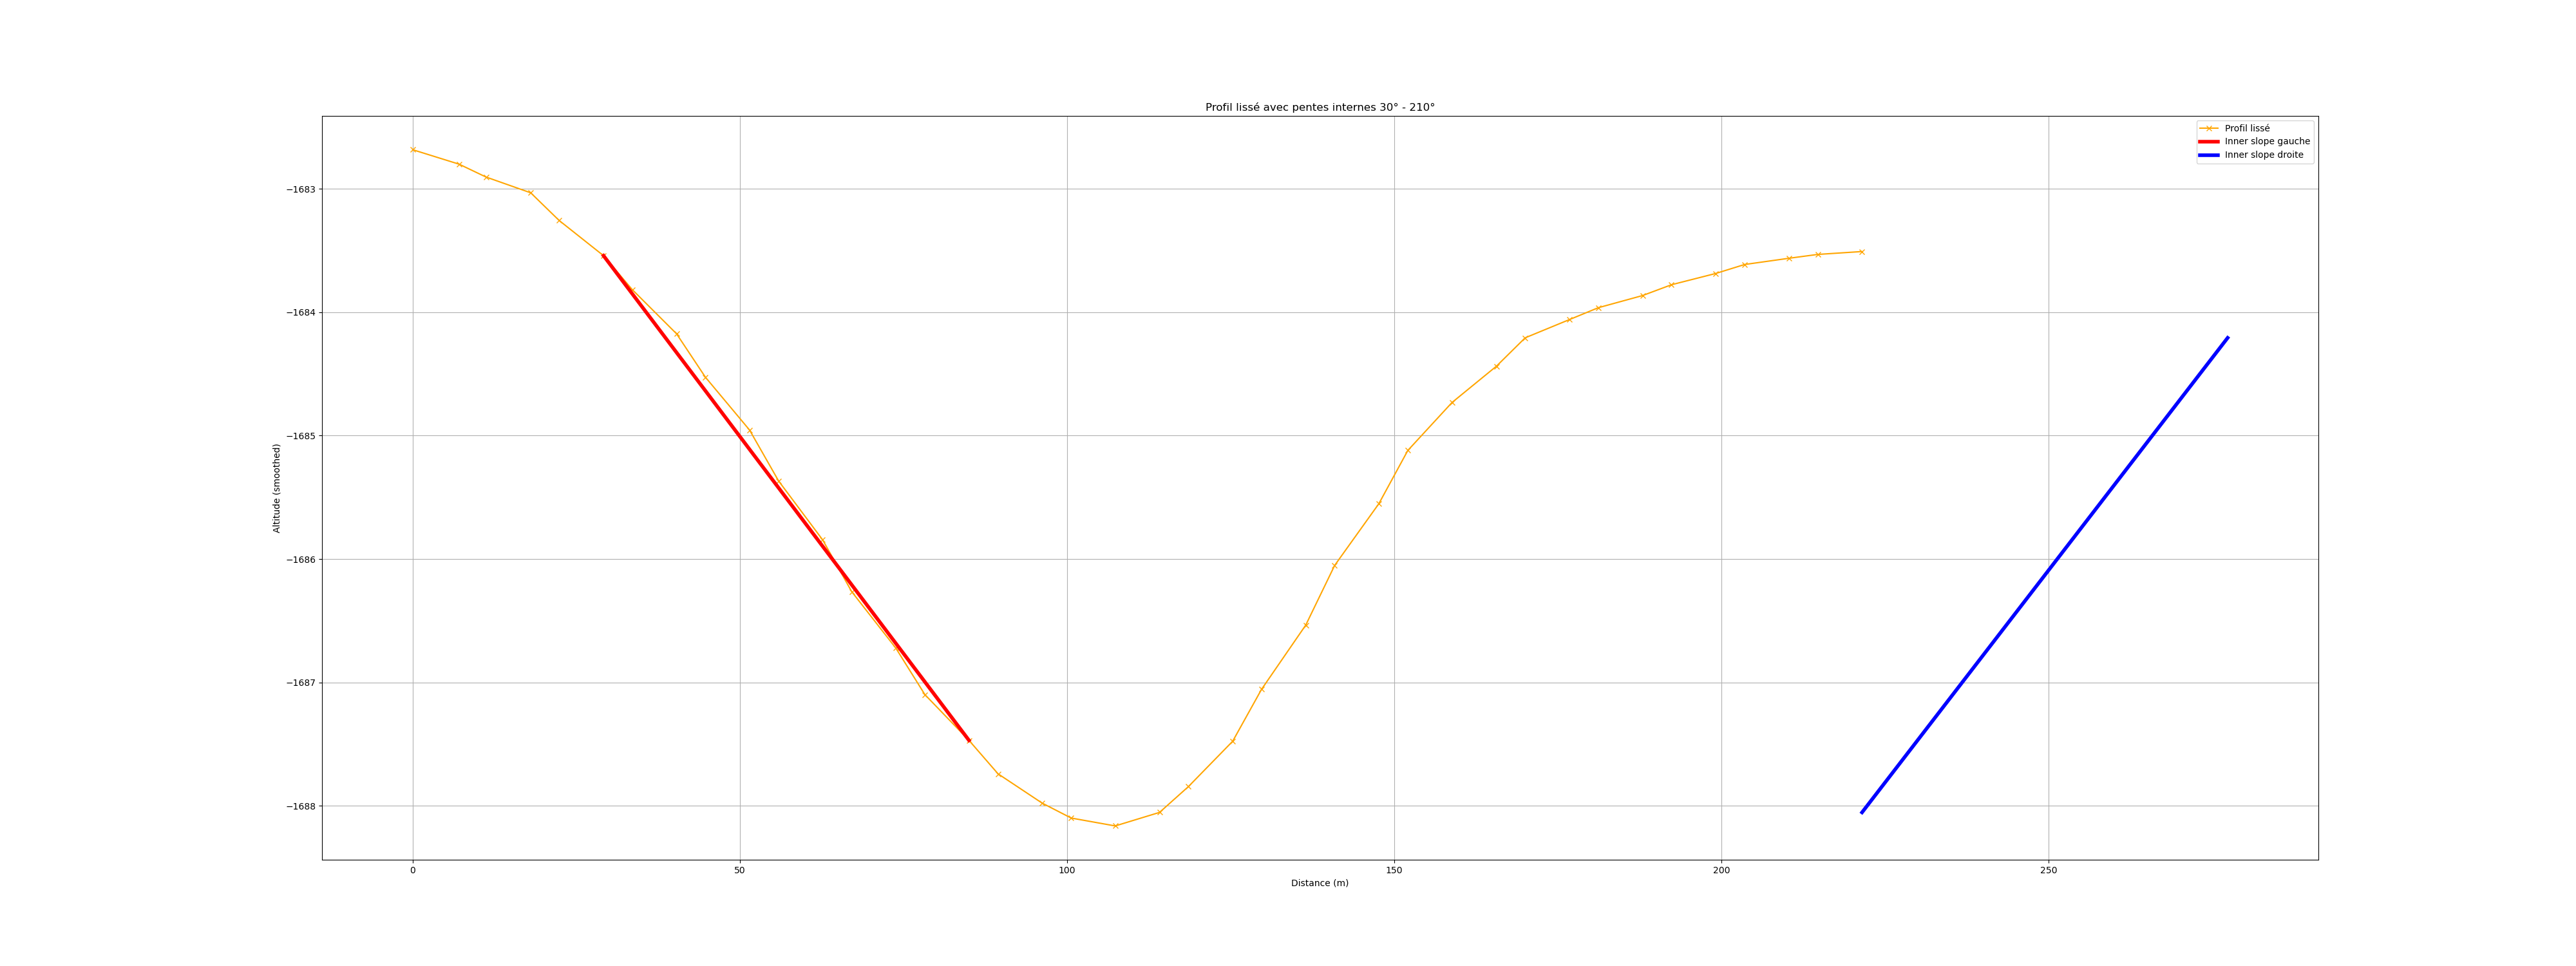 Profil lissé avec pentes internes 30° - 210°
Profil lissé
Inner slope gauche
Inner slope droite
Altitude (smoothed)
−1683
−1684
−1685
−1686
−1687
−1688
0
50
100
150
200
250
Distance (m)